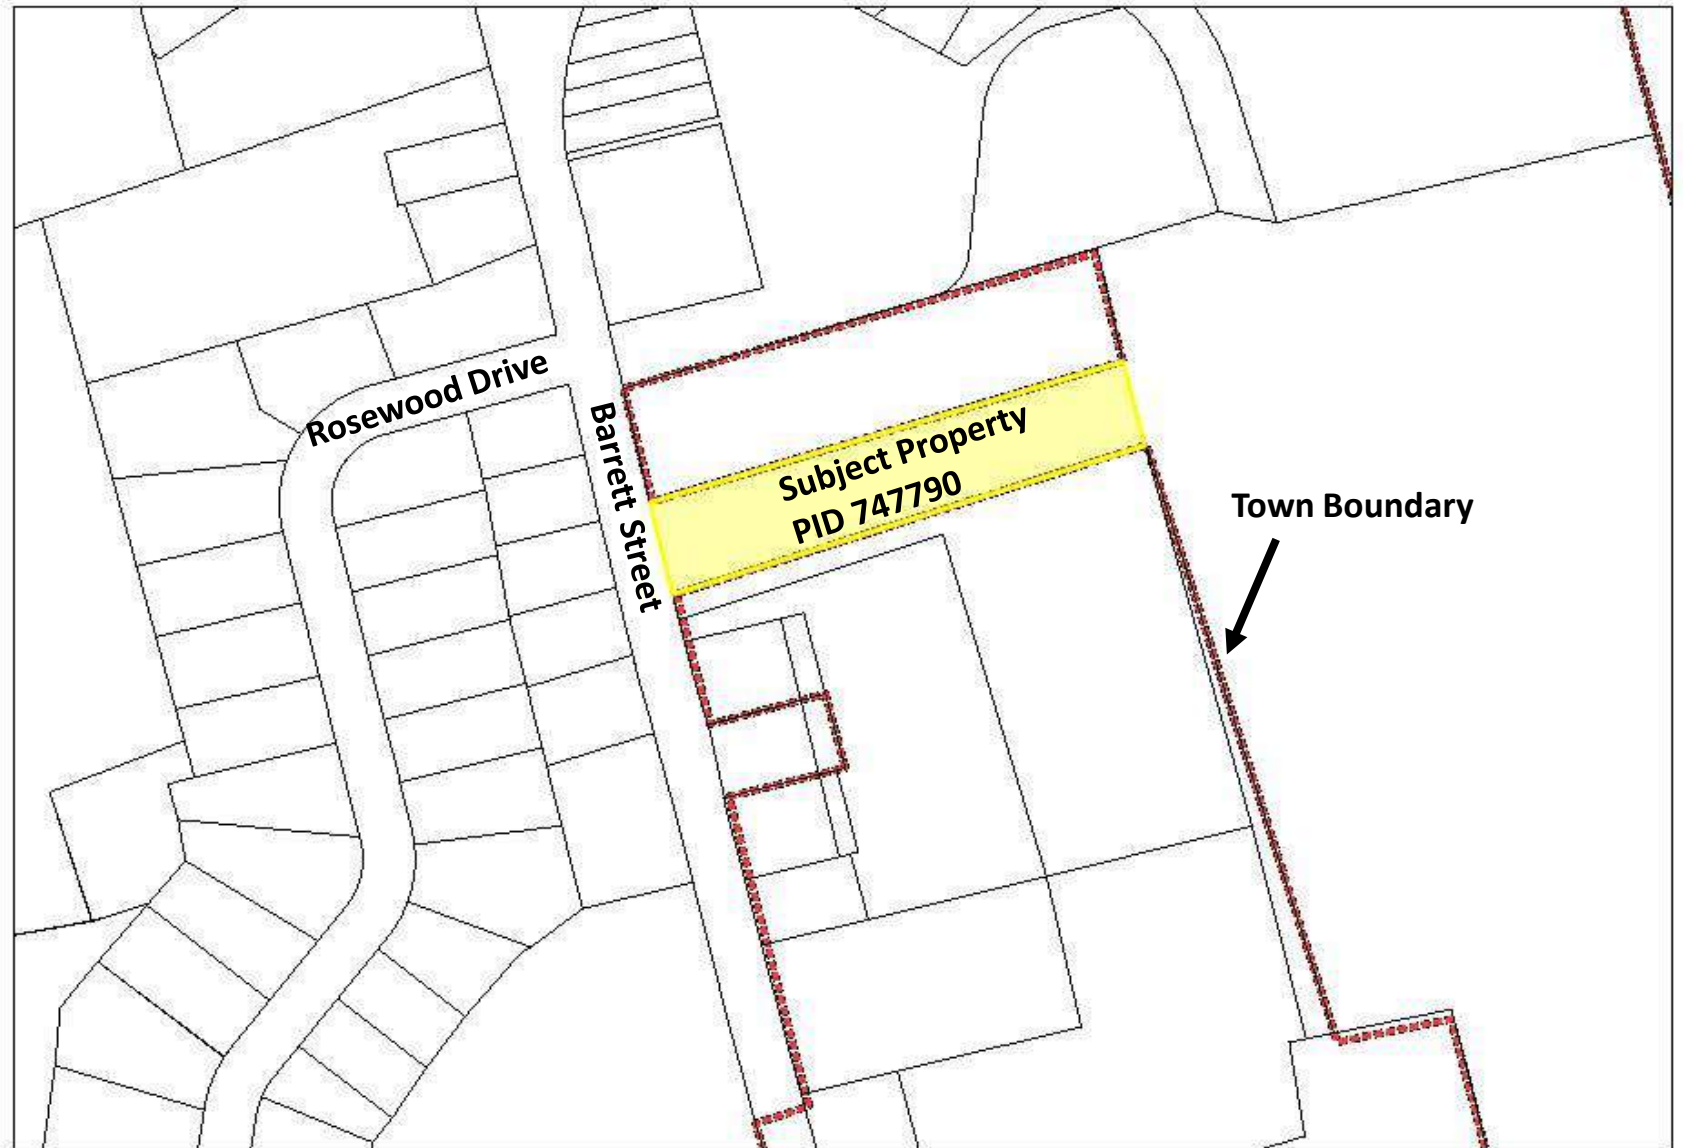 Rosewood Drive
Barrett Street
Subject Property
PID 747790
Town Boundary